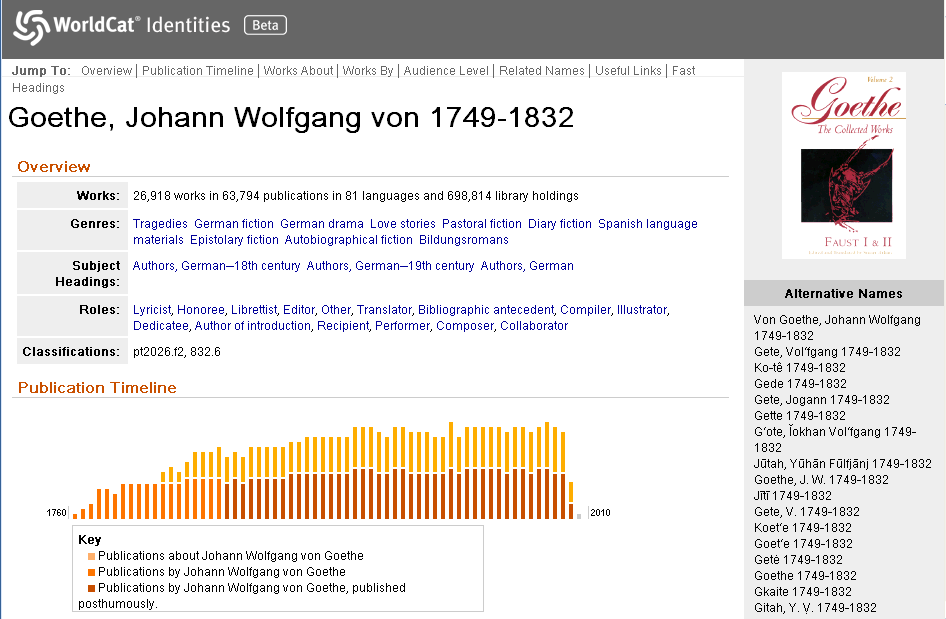 WorldCat® Identities Beta
Jump To: Overview | Publication Timeline | Works About | Works By | Audience Level | Related Names | Useful Links | Fast
Headings
Goethe, Johann Wolfgang von 1749-1832
Overview
Works: 26,918 works in 63,794 publications in 81 languages and 698,814 library holdings
Genres: Tragedies German fiction German drama Love stories Pastoral fiction Diary fiction Spanish language
materials Epistolary fiction Autobiographical fiction Bildungsromans
Subject
Headings:
Authors, German--18th century Authors, German--19th century Authors, German
Roles: Lyricist, Honoree, Librettist, Editor, Other, Translator, Bibliographic antecedent, Compiler, Illustrator,
Dedicatee, Author of introduction, Recipient, Performer, Composer, Collaborator
Classifications: pt2026.f2, 832.6
Publication Timeline
1760 2010
Key
Publications about Johann Wolfgang von Goethe
Publications by Johann Wolfgang von Goethe
Publications by Johann Wolfgang von Goethe, published
posthumously.
Volume 2
Goethe
The Collected Works
FAUST I & II
Alternative Names
Von Goethe, Johann Wolfgang
1749-1832
Gete, Volʹfgang 1749-1832
Ko-tê 1749-1832
Gede 1749-1832
Gete, Jogann 1749-1832
Gette 1749-1832
Gʻote, Ĭokhan Volʹfgang 1749-
1832
Jūtah, Yūhān Fūlfjānj 1749-1832
Goethe, J. W. 1749-1832
Jītī 1749-1832
Gete, V. 1749-1832
Koetʻe 1749-1832
Goetʻe 1749-1832
Getė 1749-1832
Goethe 1749-1832
Gkaite 1749-1832
Gitah, Y. Ṿ. 1749-1832